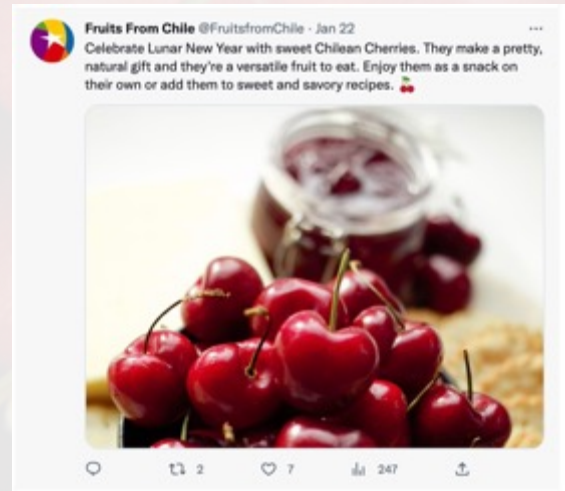 Fruits From Chile @FruitsfromChile · Jan 22
Celebrate Lunar New Year with sweet Chilean Cherries. They make a pretty,
natural gift and they're a versatile fruit to eat. Enjoy them as a snack on
their own or add them to sweet and savory recipes. 🍒
2 7 247